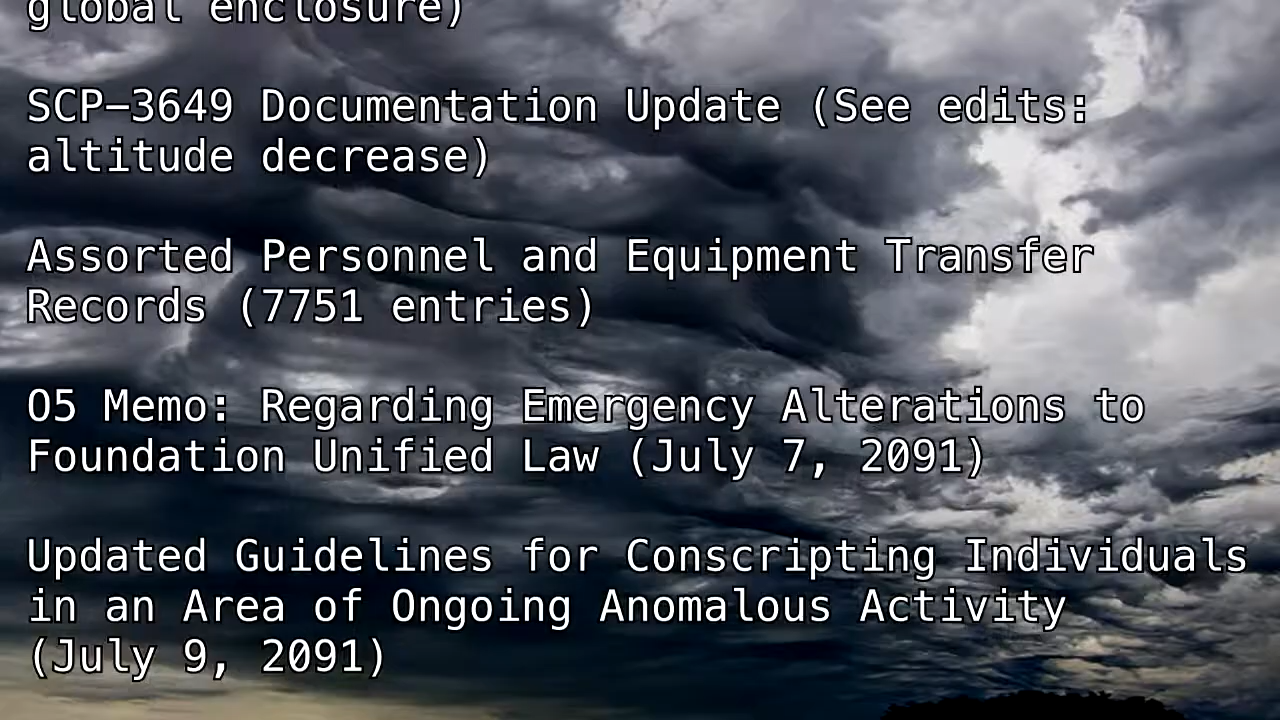 global enclosure)
SCP–3649 Documentation Update (See edits:
altitude decrease)
Assorted Personnel and Equipment Transfer
Records (7751 entries)
O5 Memo: Regarding Emergency Alterations to
Foundation Unified Law (July 7, 2091)
Updated Guidelines for Conscripting Individuals
in an Area of Ongoing Anomalous Activity
(July 9, 2091)